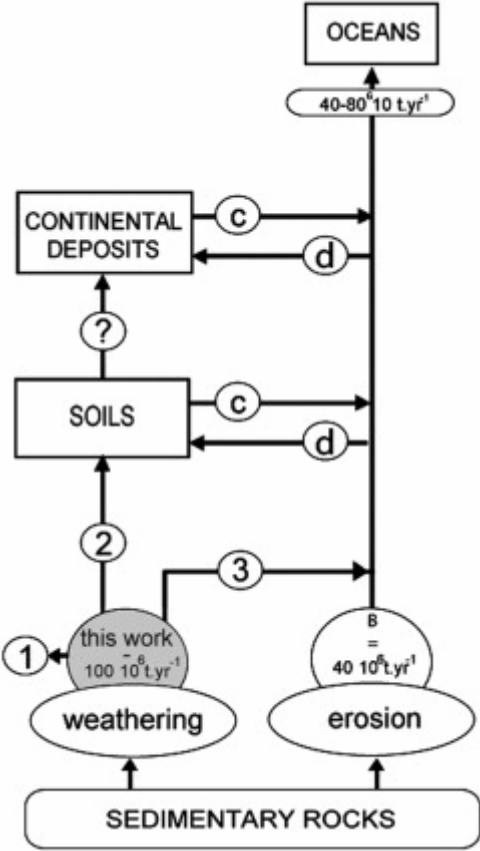 OCEANS
40-80 10⁶ t.yr⁻¹
CONTINENTAL
DEPOSITS
c
d
?
SOILS
c
d
2
3
1
this work
-
100 10⁶ t.yr⁻¹
B
=
40 10⁶ t.yr⁻¹
weathering
erosion
SEDIMENTARY ROCKS